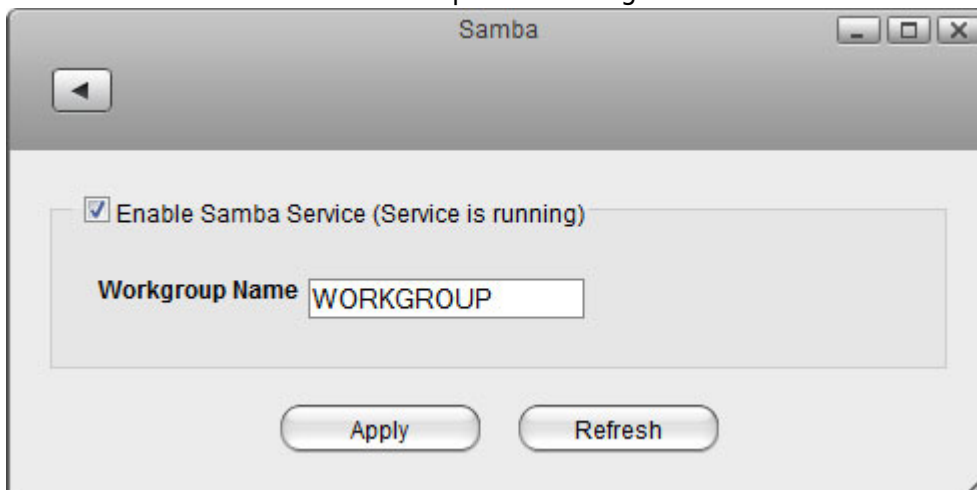 Samba
Enable Samba Service (Service is running)
Workgroup Name WORKGROUP
Apply Refresh